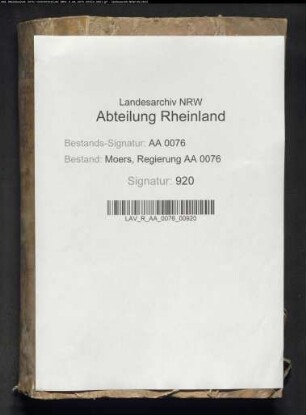 Landesarchiv NRW
Abteilung Rheinland
Bestands-Signatur: AA 0076
Bestand: Moers, Regierung AA 0076
Signatur: 920
LAV_R_AA_0076_00920